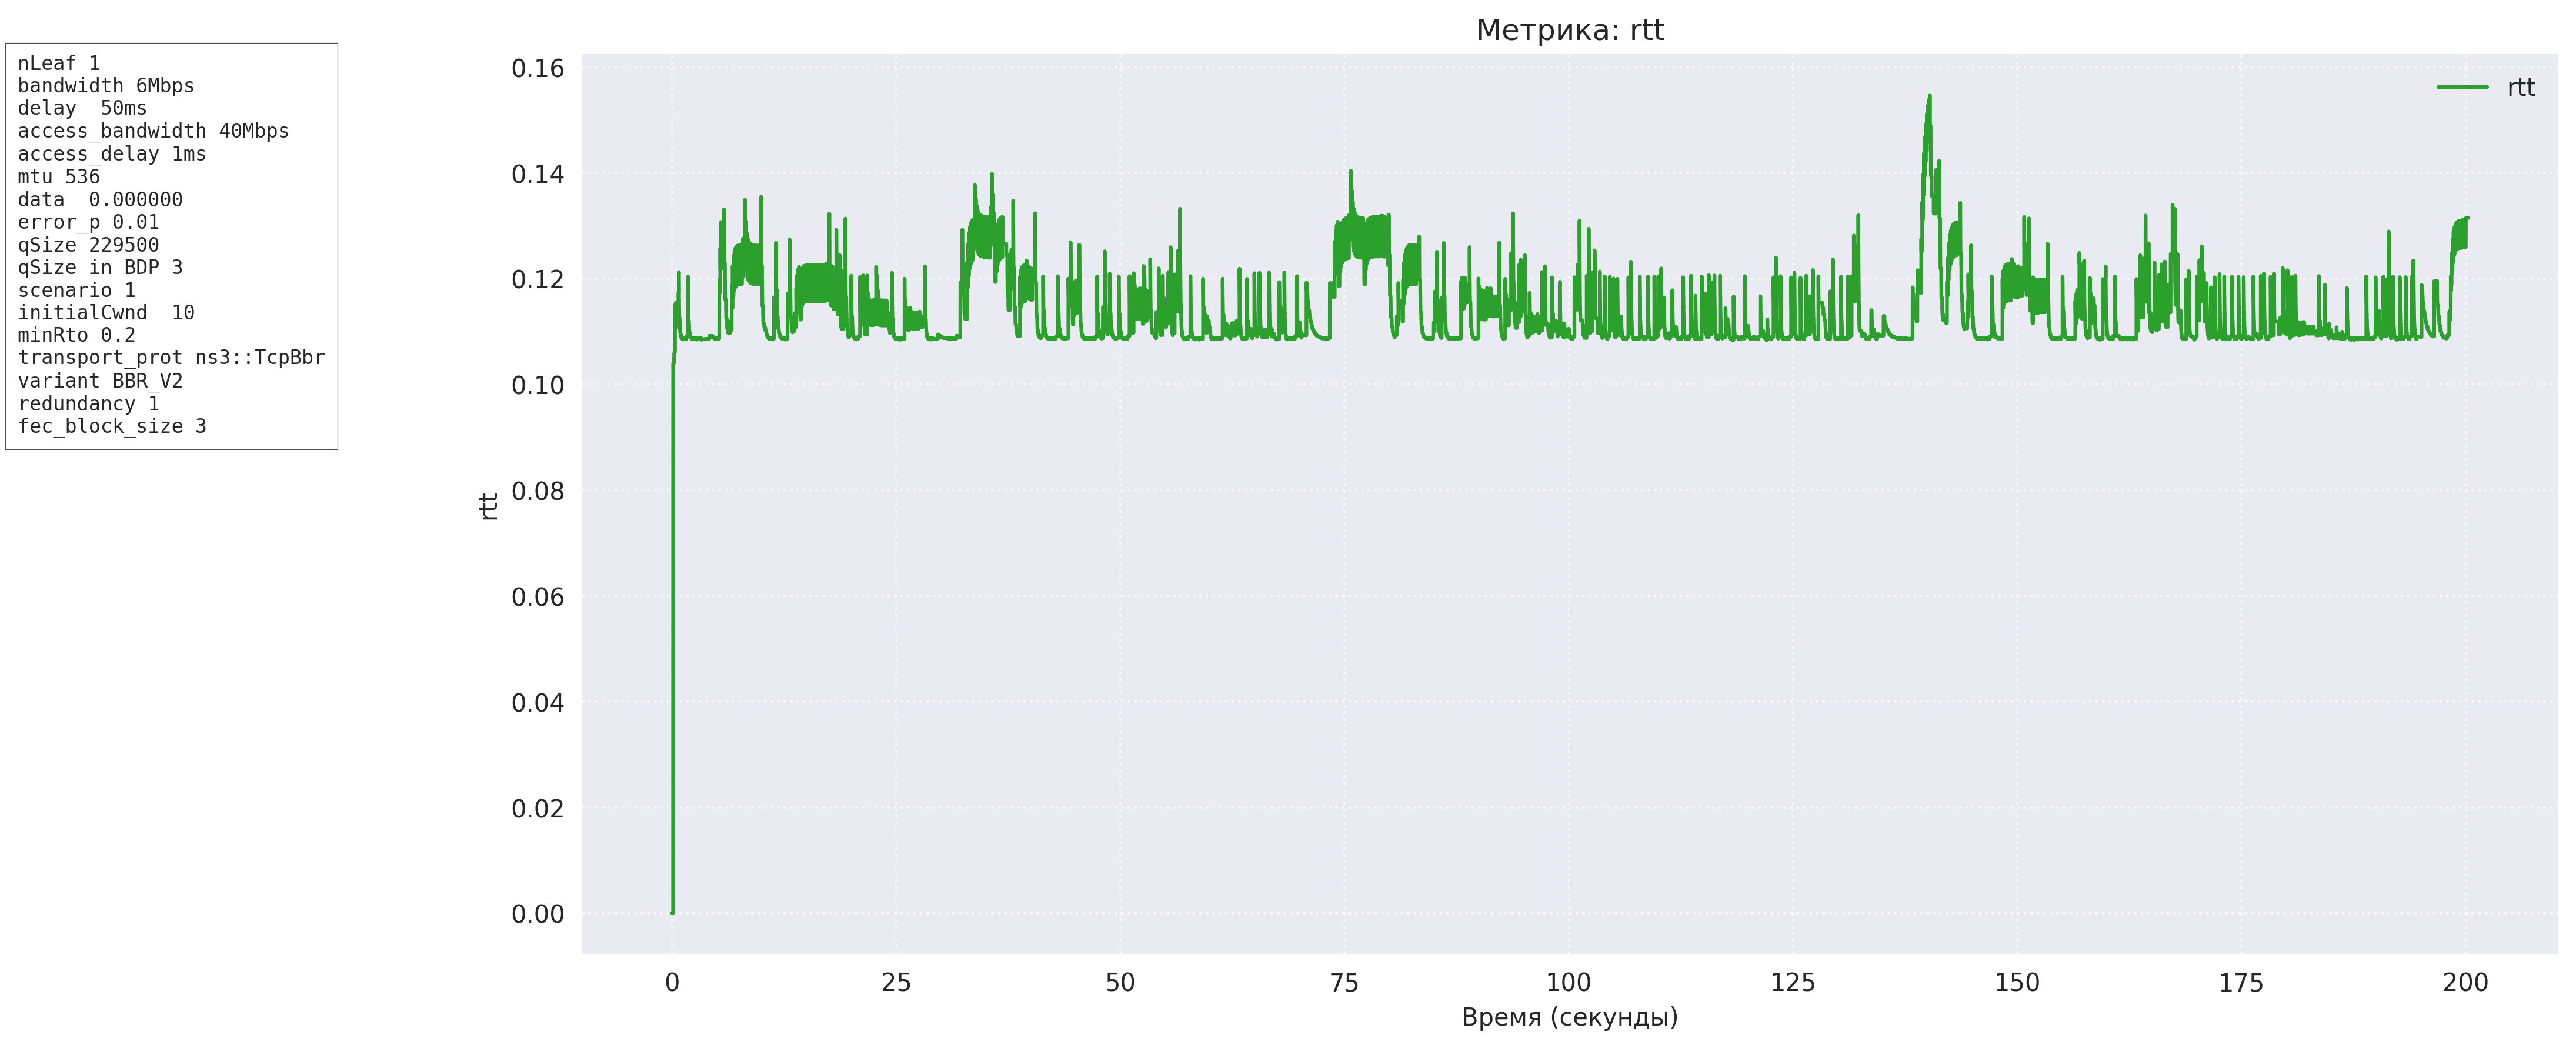 Метрика: rtt
nLeaf 1
bandwidth 6Mbps
delay  50ms
access_bandwidth 40Mbps
access_delay 1ms
mtu 536
data  0.000000
error_p 0.01
qSize 229500
qSize in BDP 3
scenario 1
initialCwnd  10
minRto 0.2
transport_prot ns3::TcpBbr
variant BBR_V2
redundancy 1
fec_block_size 3
rtt
0.16
0.14
0.12
0.10
0.08
0.06
0.04
0.02
0.00
rtt
0 25 50 75 100 125 150 175 200
Время (секунды)